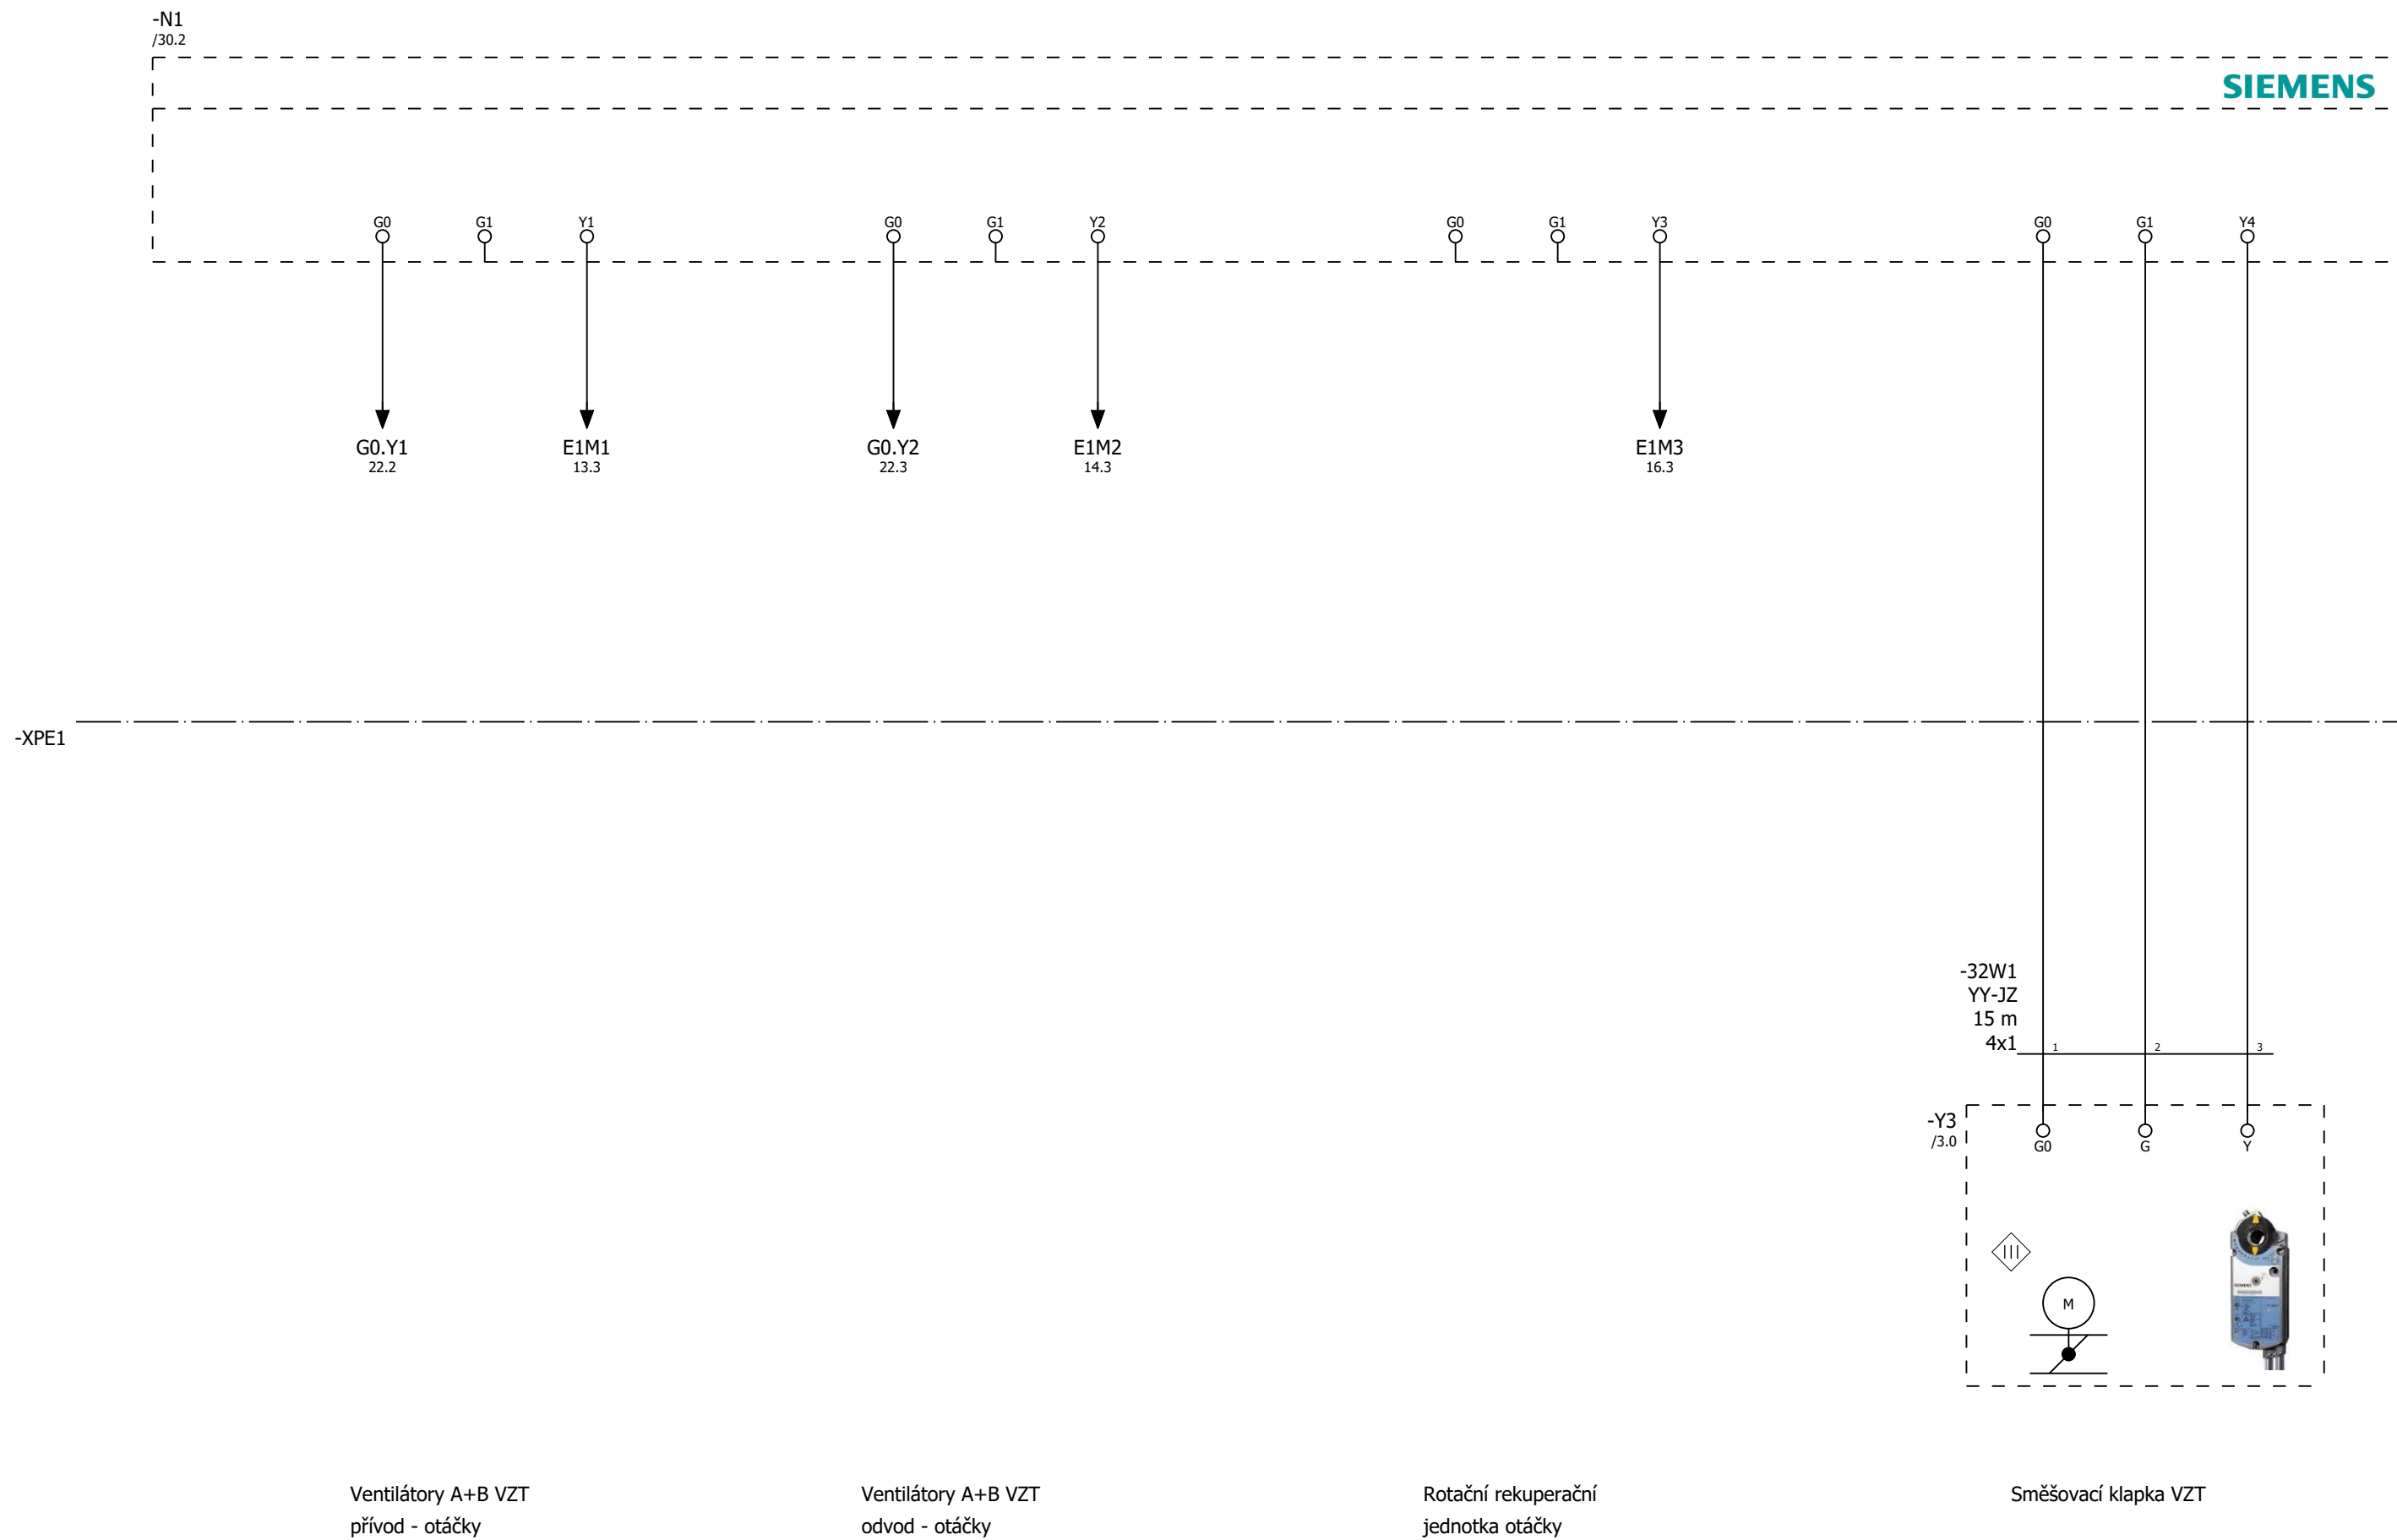 -N1
/30.2
SIEMENS
G0 G1 Y1 G0 G1 Y2 G0 G1 Y3 G0 G1 Y4
G0.Y1 E1M1 G0.Y2 E1M2 E1M3
22.2 13.3 22.3 14.3 16.3
-XPE1
-32W1
YY-JZ
15 m
4x1 1 2 3
-Y3
/3.0
G0 G Y
M
Ventilátory A+B VZT
přívod - otáčky
Ventilátory A+B VZT
odvod - otáčky
Rotační rekuperační
jednotka otáčky
Směšovací klapka VZT